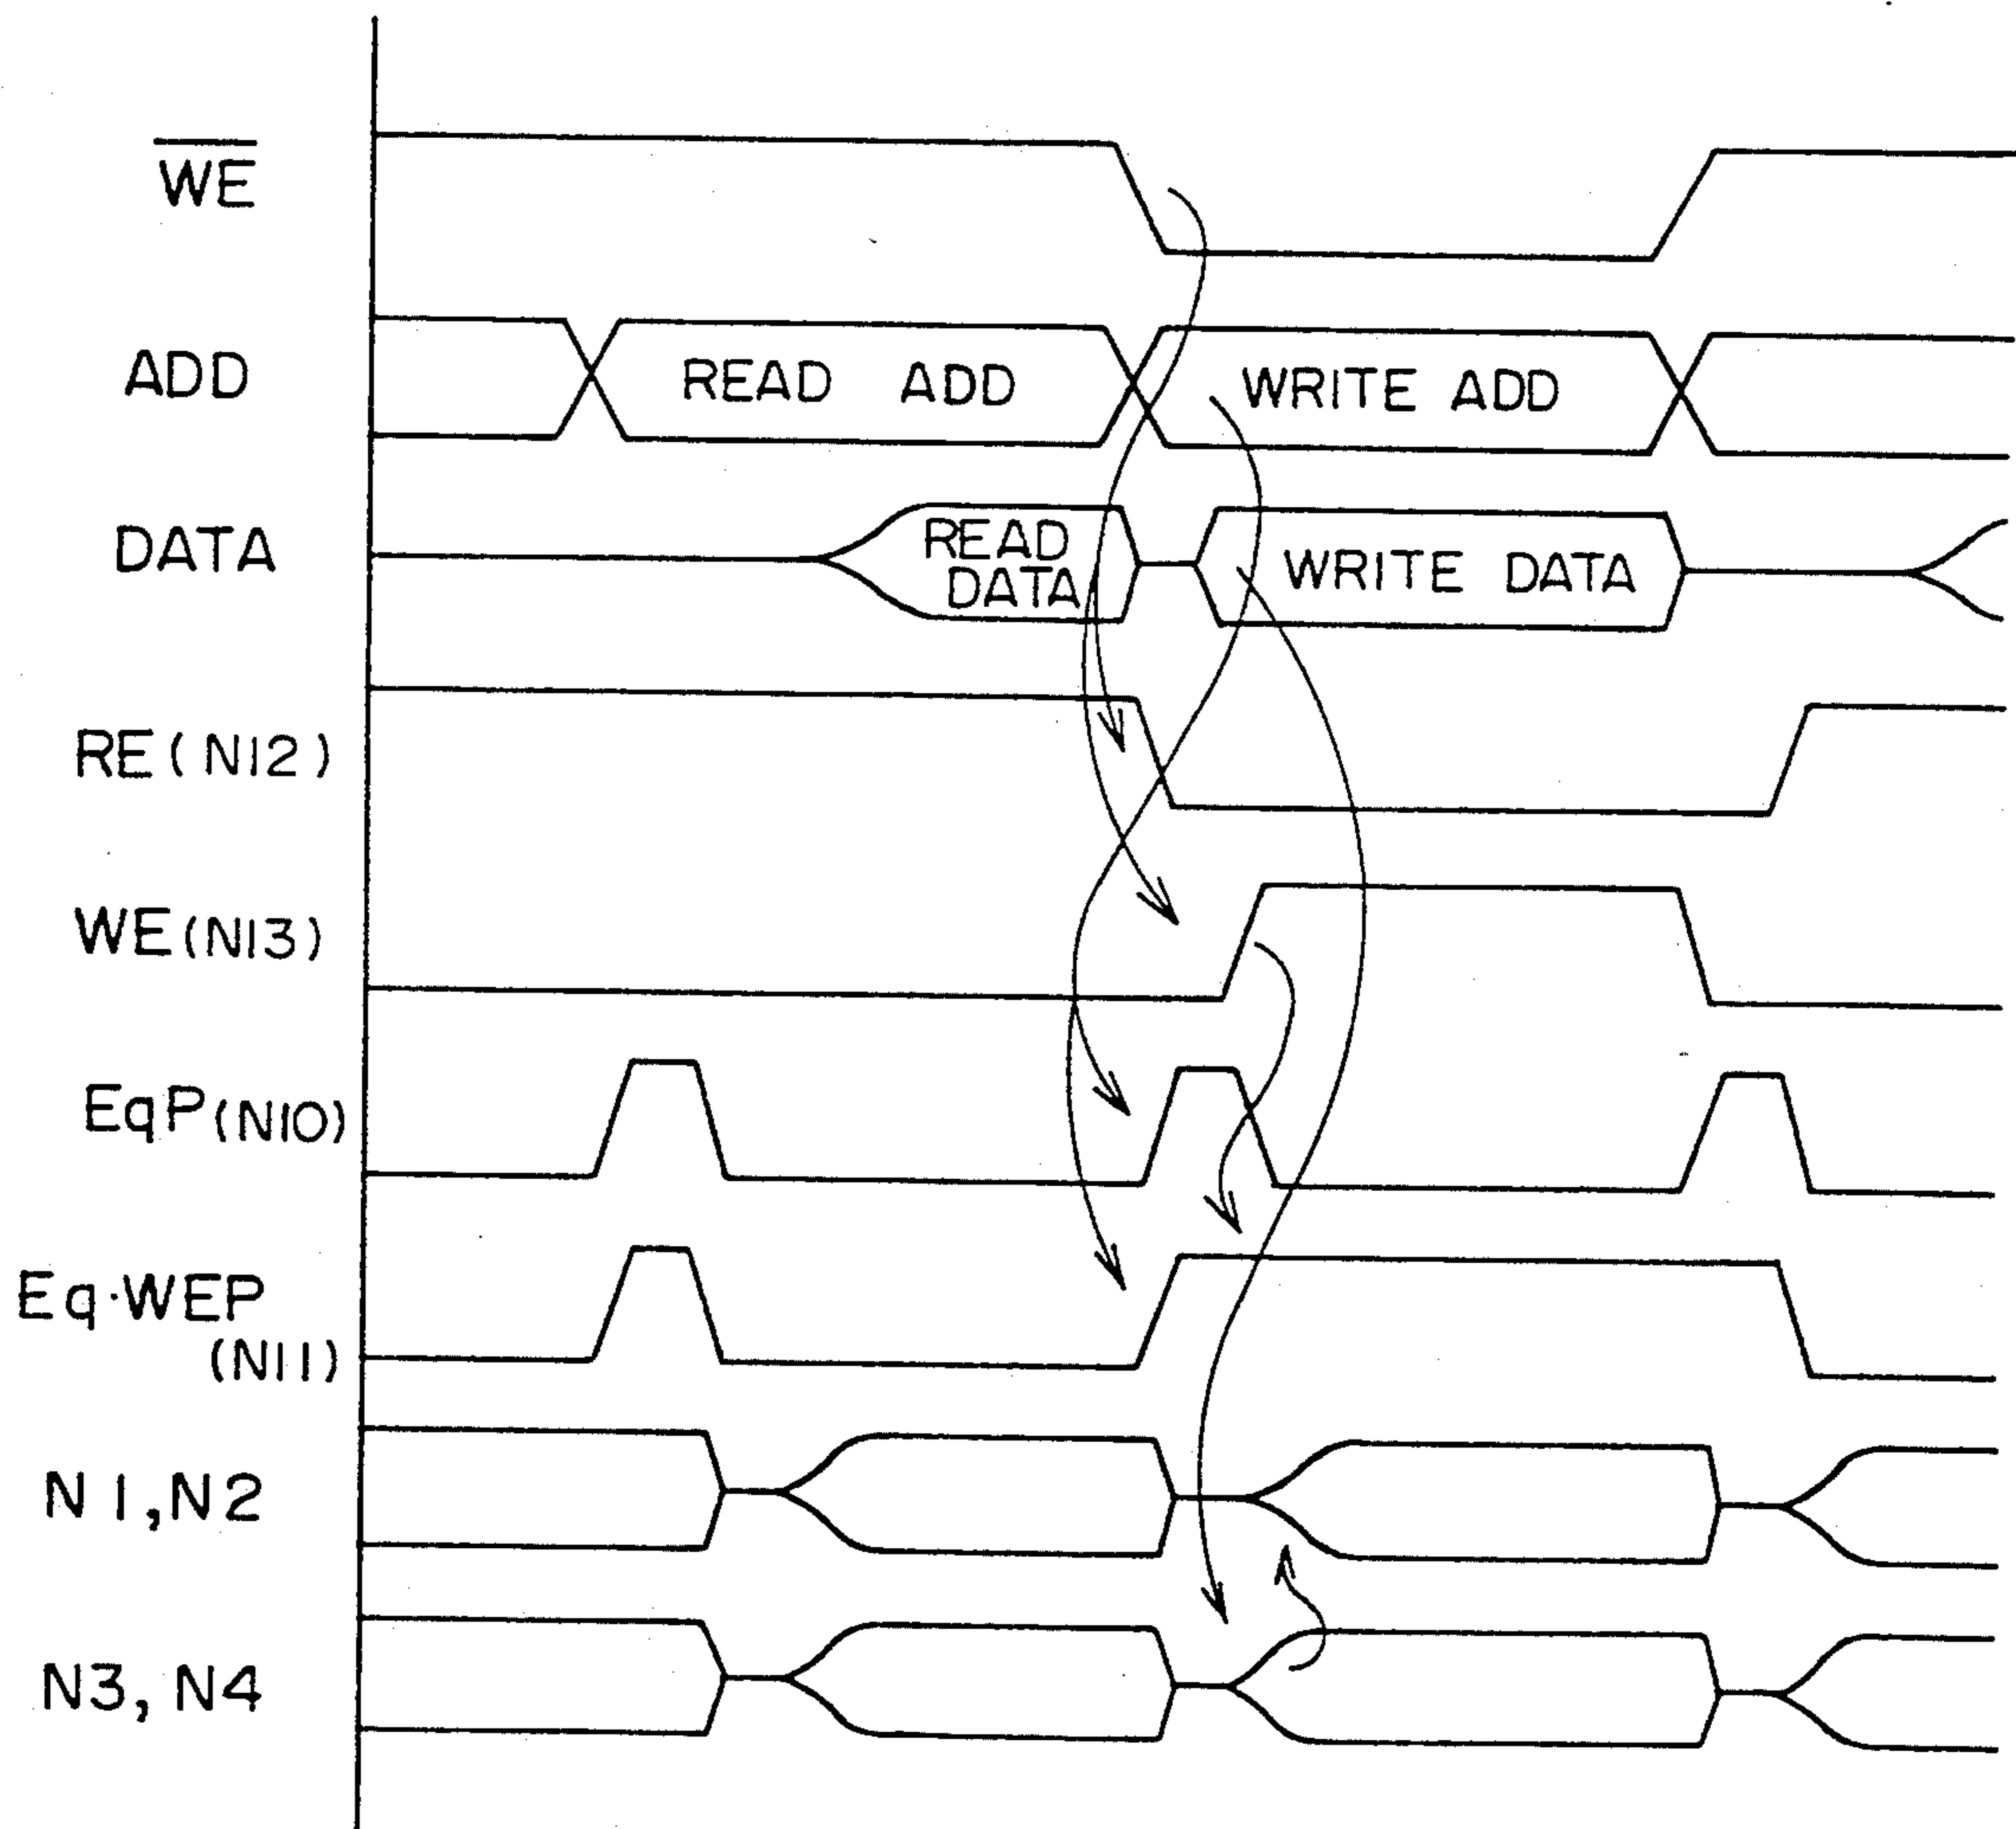 W̅E̅
ADD READ ADD WRITE ADD
DATA READ DATA WRITE DATA
RE(N12)
WE(N13)
EqP(N10)
Eq·WEP
(N11)
N1,N2
N3,N4